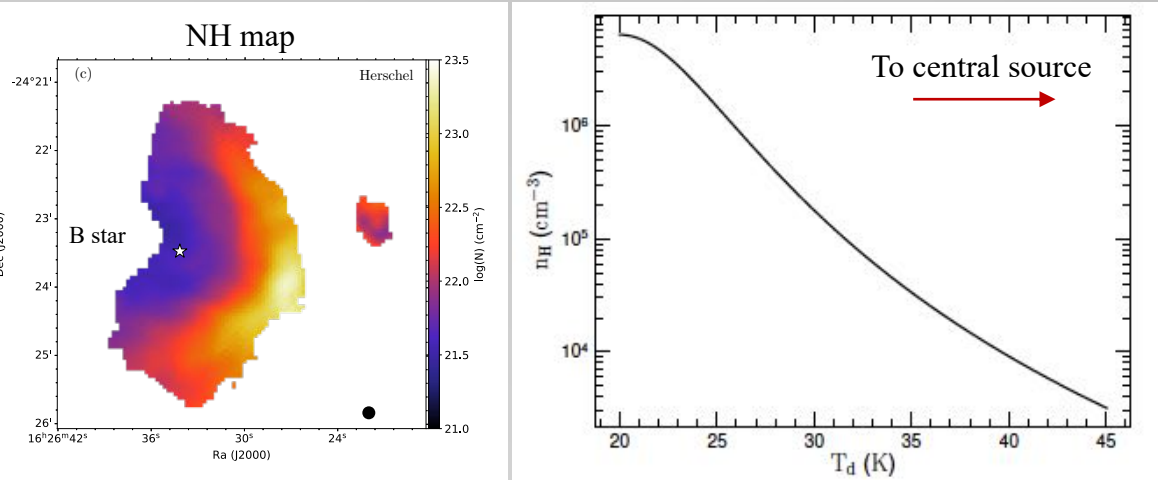 NH map
(c)
Herschel
B star
-24°21'
22'
23'
24'
25'
26'
16h26m42s
36s
30s
24s
Ra (J2000)
Dec (J2000)
23.5
23.0
22.5
22.0
21.5
21.0
log(N) (cm−2)
To central source
10⁶
10⁵
10⁴
nH (cm−3)
20
25
30
35
40
45
Td (K)